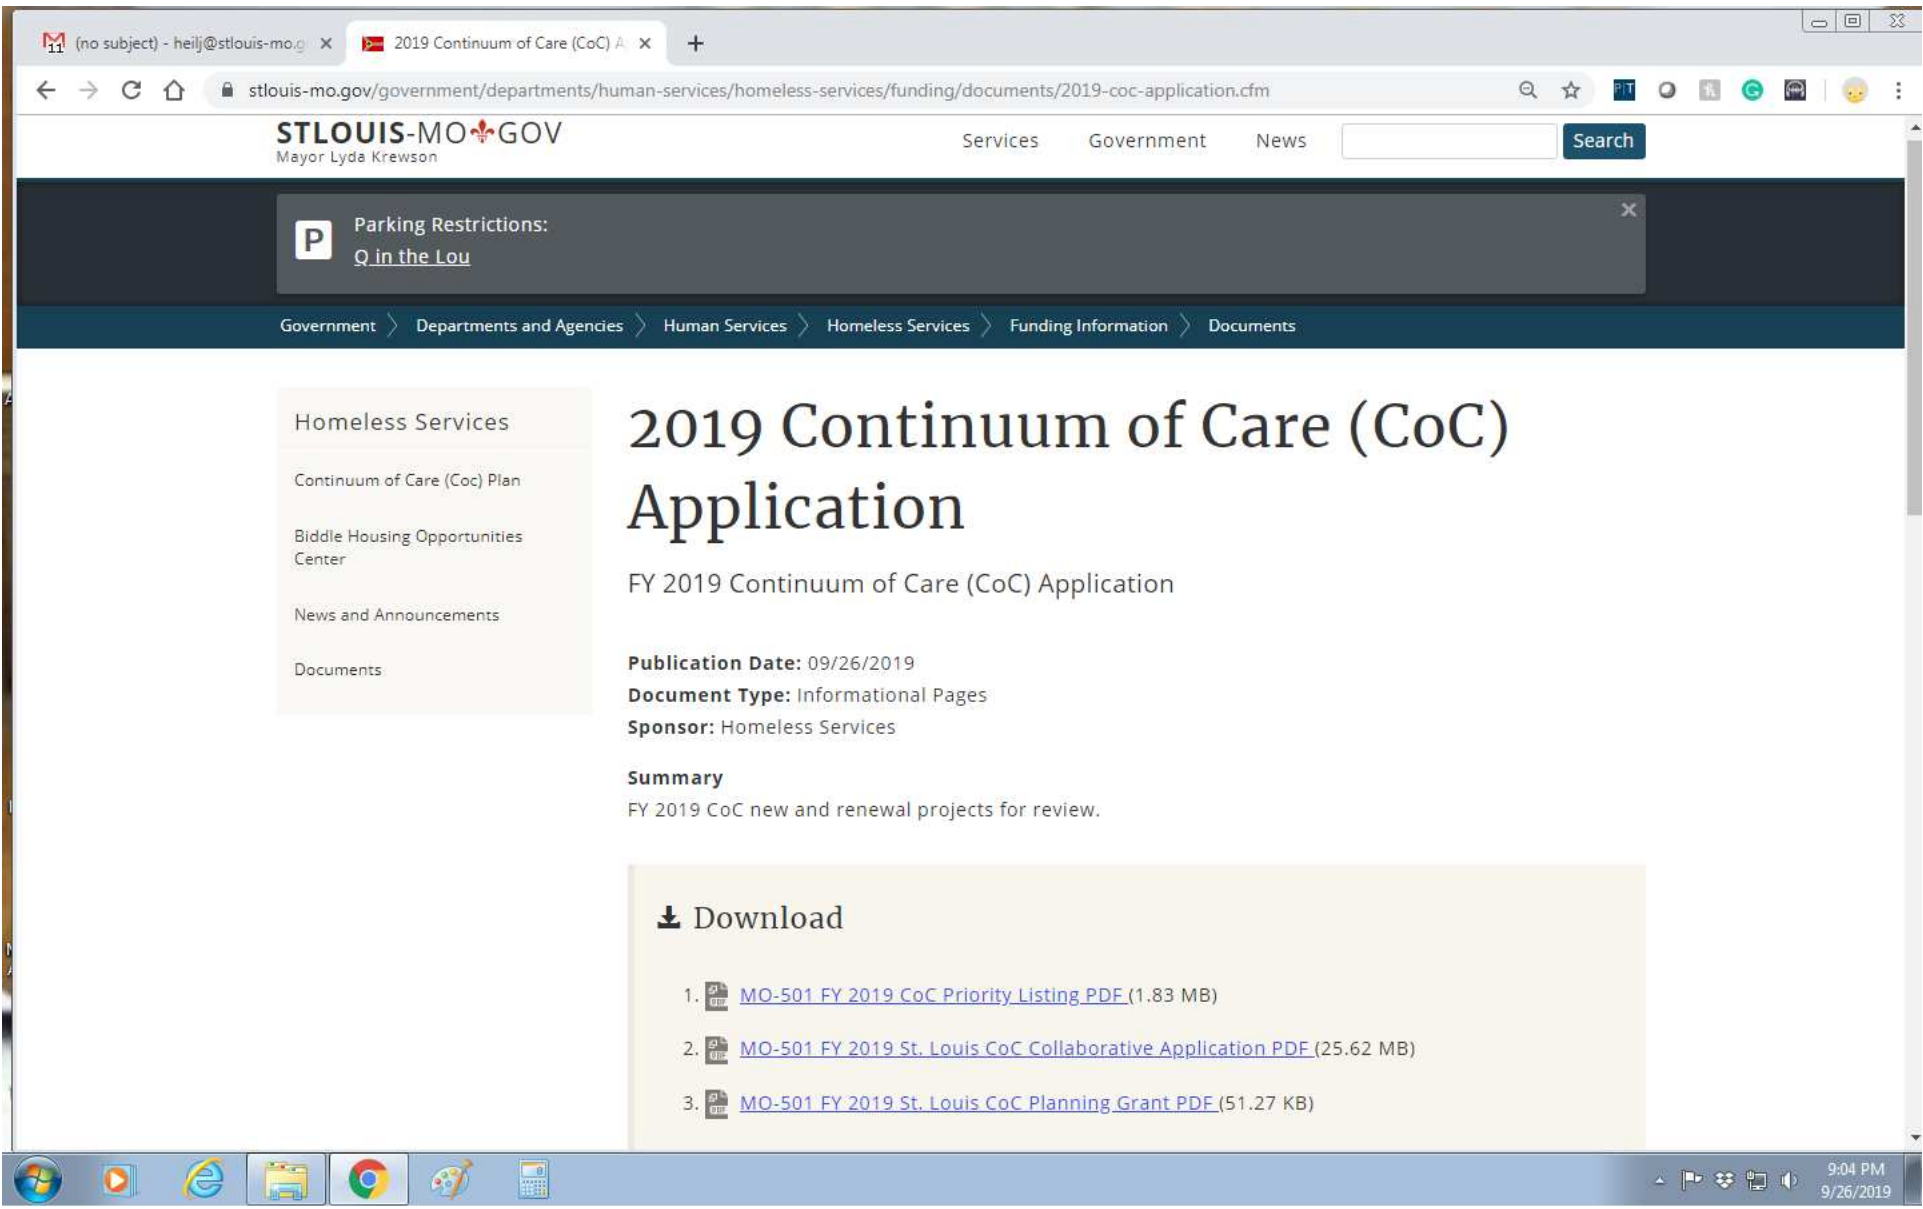 (no subject) - heilj@stlouis-mo.g
2019 Continuum of Care (CoC) A
stlouis-mo.gov/government/departments/human-services/homeless-services/funding/documents/2019-coc-application.cfm
STLOUIS-MO GOV
Mayor Lyda Krewson
Services
Government
News
Search
P
Parking Restrictions:
Q in the Lou
Government
Departments and Agencies
Human Services
Homeless Services
Funding Information
Documents
Homeless Services
Continuum of Care (Coc) Plan
Biddle Housing Opportunities
Center
News and Announcements
Documents
2019 Continuum of Care (CoC)
Application
FY 2019 Continuum of Care (CoC) Application
Publication Date: 09/26/2019
Document Type: Informational Pages
Sponsor: Homeless Services
Summary
FY 2019 CoC new and renewal projects for review.
Download
1. MO-501 FY 2019 CoC Priority Listing PDF (1.83 MB)
2. MO-501 FY 2019 St. Louis CoC Collaborative Application PDF (25.62 MB)
3. MO-501 FY 2019 St. Louis CoC Planning Grant PDF (51.27 KB)
9:04 PM
9/26/2019